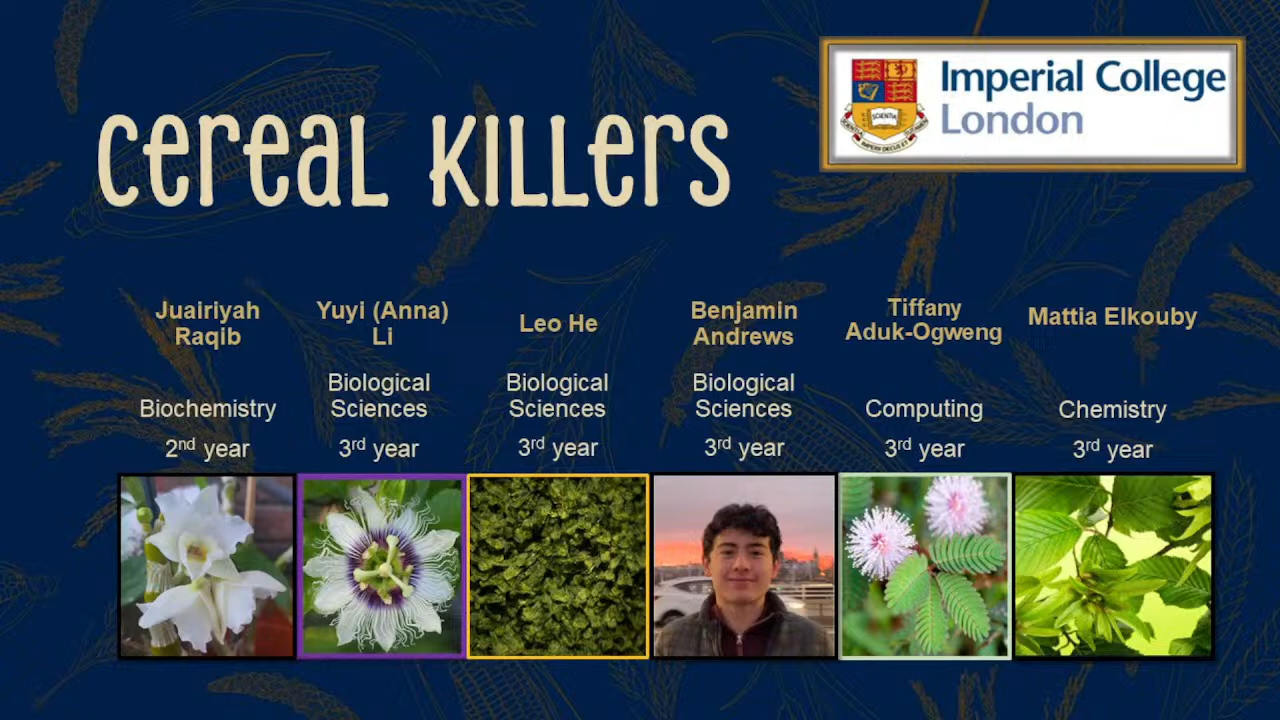 Imperial College
London
cereal killers
Juairiyah
Raqib
Biochemistry
2nd year
Yuyi (Anna)
Li
Biological
Sciences
3rd year
Leo He
Biological
Sciences
3rd year
Benjamin
Andrews
Biological
Sciences
3rd year
Tiffany
Aduk-Ogweng
Computing
3rd year
Mattia Elkouby
Chemistry
3rd year